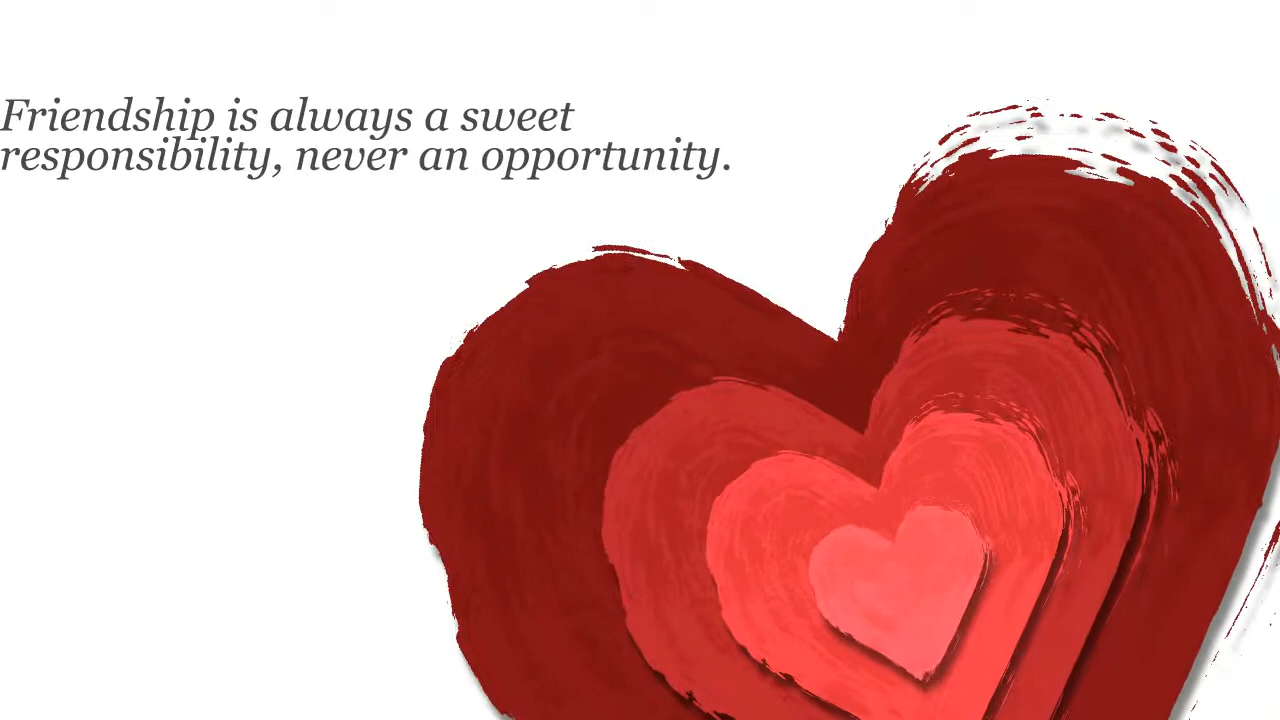 Friendship is always a sweet
responsibility, never an opportunity.